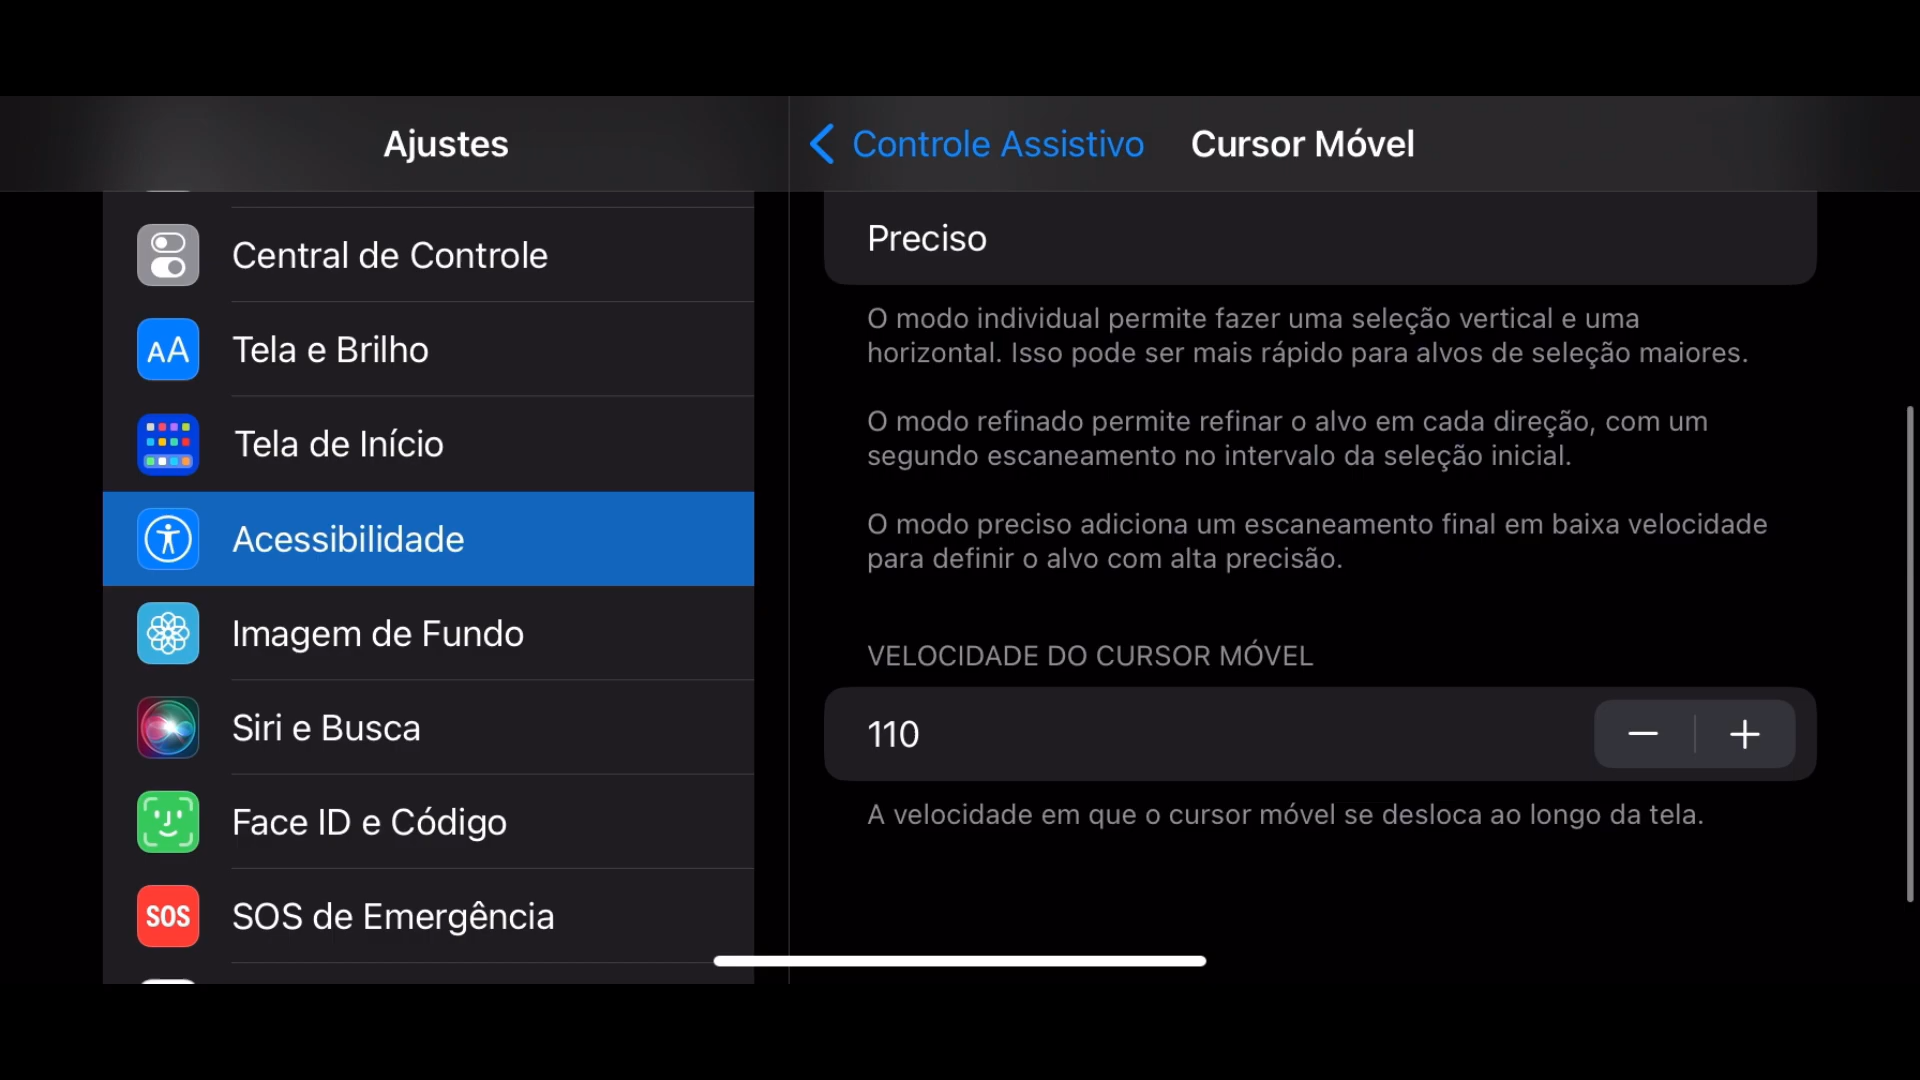 Ajustes
Central de Controle
AA Tela e Brilho
Tela de Início
Acessibilidade
Imagem de Fundo
Siri e Busca
Face ID e Código
SOS SOS de Emergência
Controle Assistivo Cursor Móvel
Preciso
O modo individual permite fazer uma seleção vertical e uma
horizontal. Isso pode ser mais rápido para alvos de seleção maiores.
O modo refinado permite refinar o alvo em cada direção, com um
segundo escaneamento no intervalo da seleção inicial.
O modo preciso adiciona um escaneamento final em baixa velocidade
para definir o alvo com alta precisão.
VELOCIDADE DO CURSOR MÓVEL
110 − +
A velocidade em que o cursor móvel se desloca ao longo da tela.